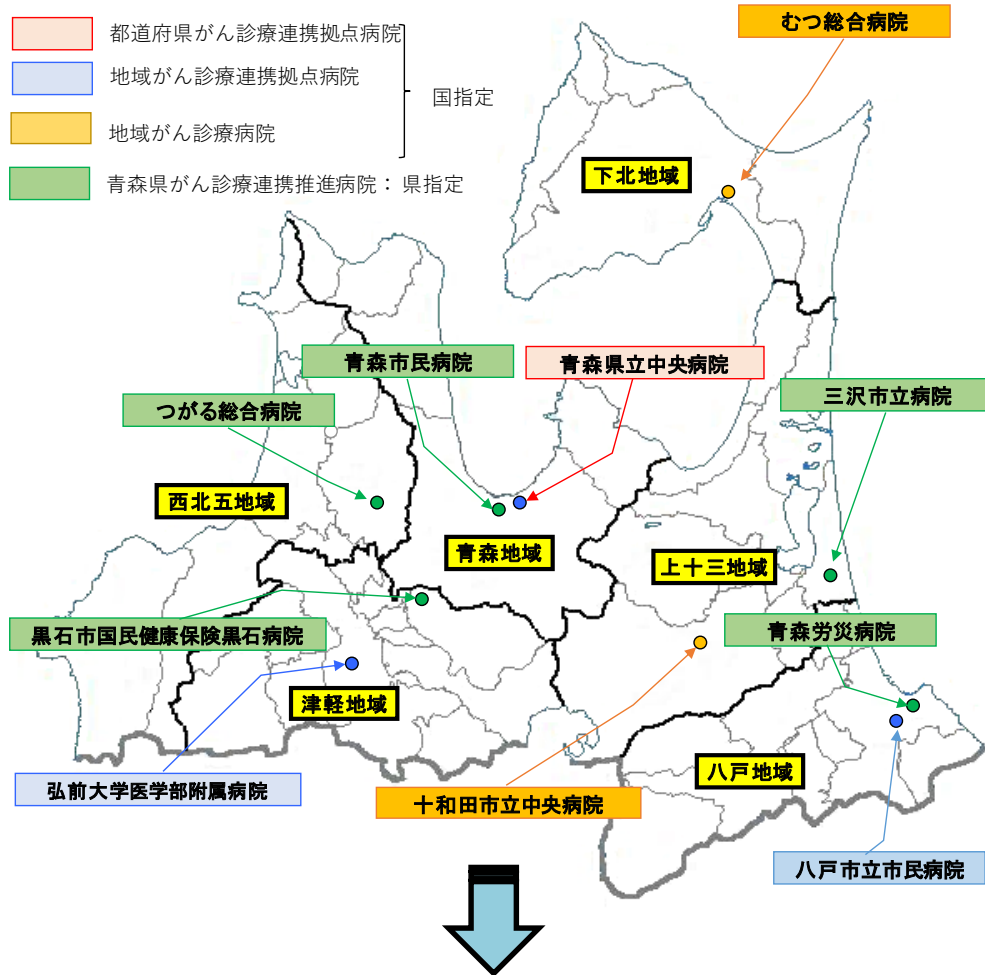 都道府県がん診療連携拠点病院
地域がん診療連携拠点病院
国指定
地域がん診療病院
青森県がん診療連携推進病院：県指定
むつ総合病院
下北地域
青森市民病院
青森県立中央病院
三沢市立病院
つがる総合病院
西北五地域
青森地域
上十三地域
黒石市国民健康保険黒石病院
青森労災病院
津軽地域
八戸地域
弘前大学医学部附属病院
十和田市立中央病院
八戸市立市民病院